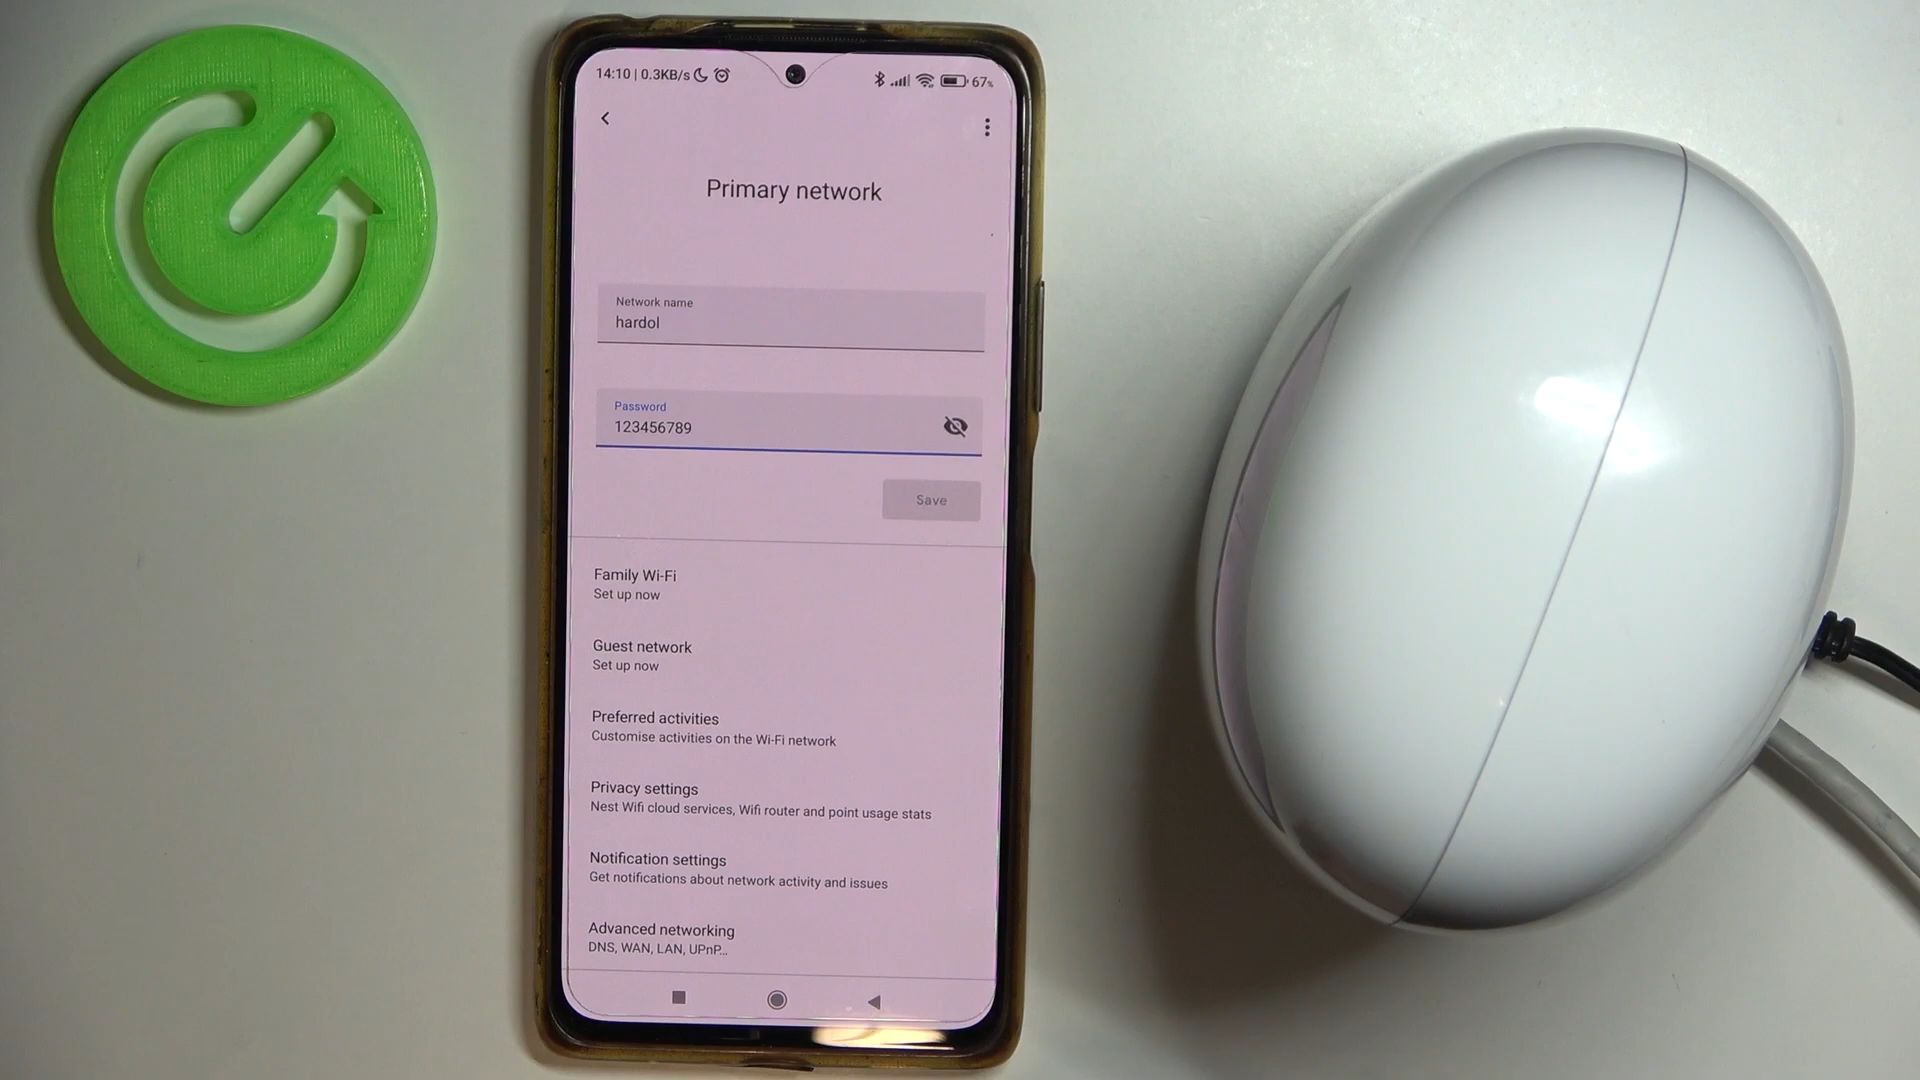 14:10 | 0.3KB/s
67%
Primary network
Network name
hardol
Password
123456789
Save
Family Wi-Fi
Set up now
Guest network
Set up now
Preferred activities
Customise activities on the Wi-Fi network
Privacy settings
Nest Wifi cloud services, Wifi router and point usage stats
Notification settings
Get notifications about network activity and issues
Advanced networking
DNS, WAN, LAN, UPnP...